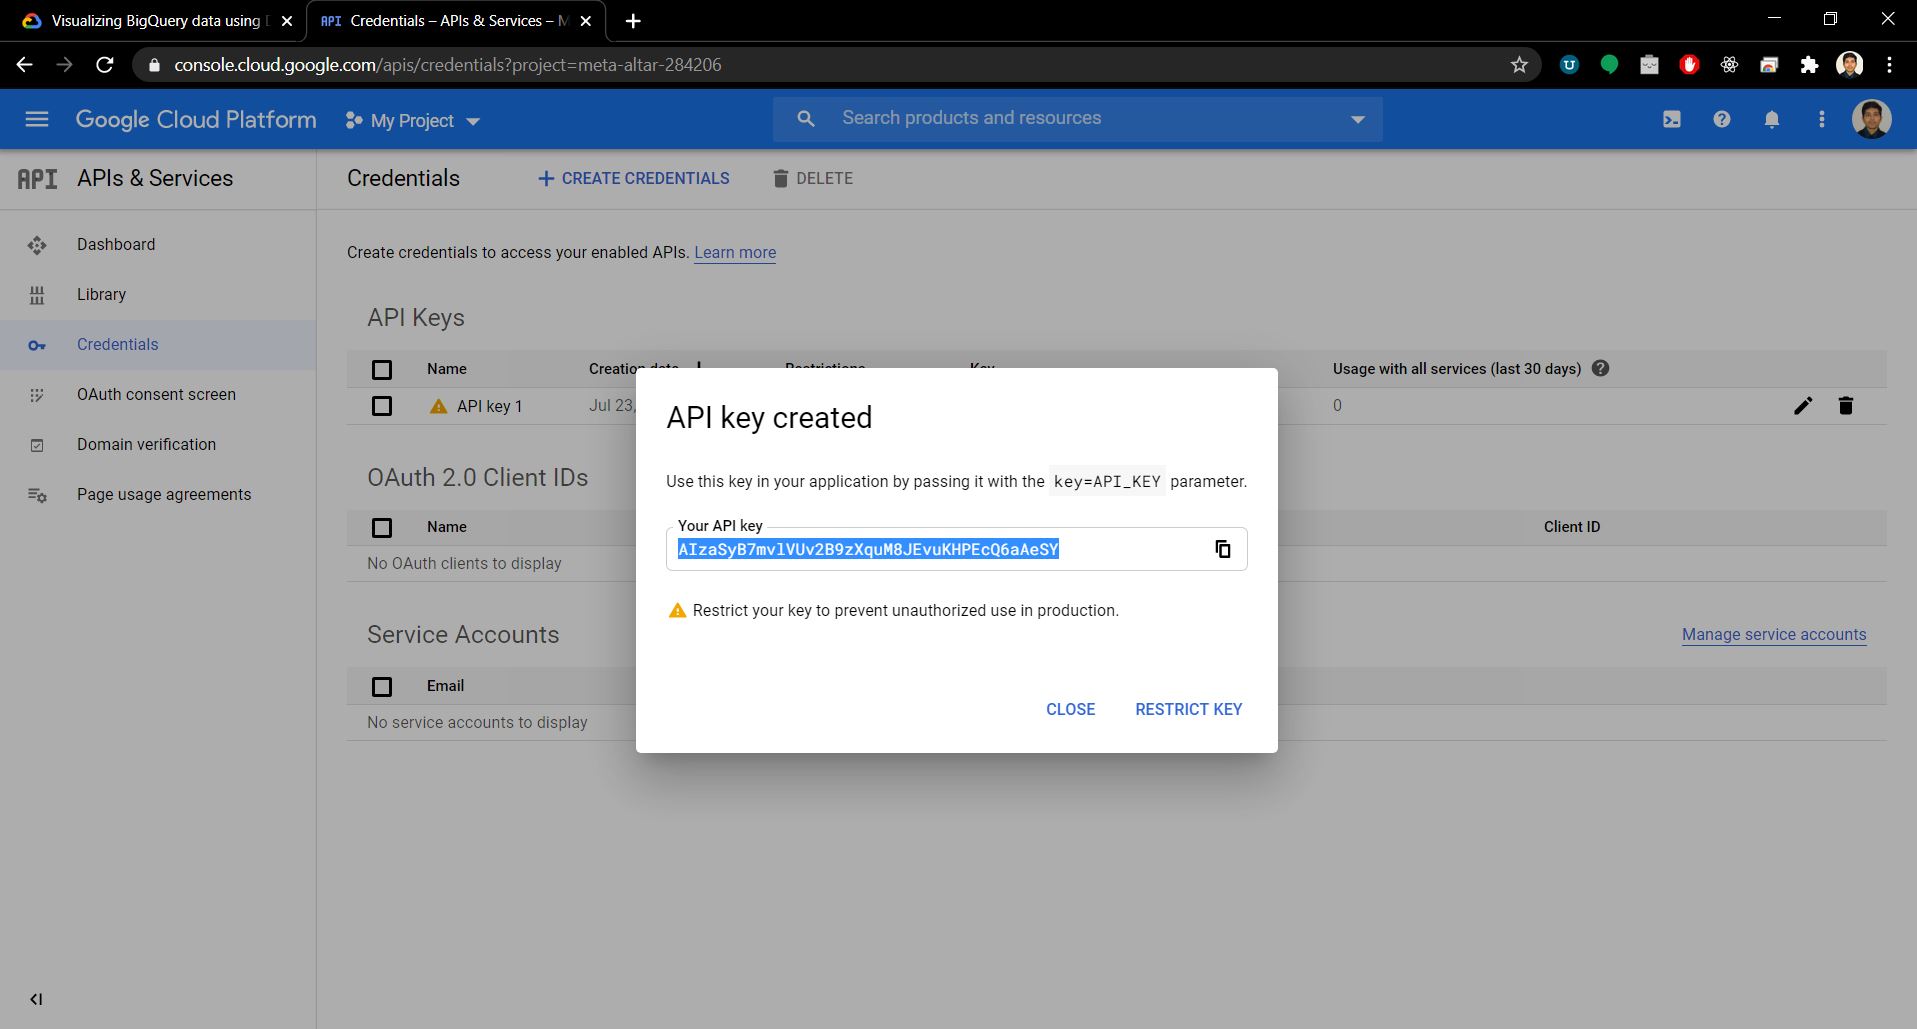 Visualizing BigQuery data using
API Credentials – APIs & Services – M
console.cloud.google.com/apis/credentials?project=meta-altar-284206
Google Cloud Platform
My Project
Search products and resources
API APIs & Services
Credentials
CREATE CREDENTIALS
DELETE
Dashboard
Library
Credentials
OAuth consent screen
Domain verification
Page usage agreements
Create credentials to access your enabled APIs. Learn more
API Keys
Name Creation date Restrictions Key Usage with all services (last 30 days)
API key 1 Jul 23, 0
OAuth 2.0 Client IDs
Name Client ID
No OAuth clients to display
Service Accounts
Manage service accounts
Email
No service accounts to display
API key created
Use this key in your application by passing it with the key=API_KEY parameter.
Your API key
AIzaSyB7mvlVUv2B9zXquM8JEvuKHPEcQ6aAeSY
Restrict your key to prevent unauthorized use in production.
CLOSE
RESTRICT KEY